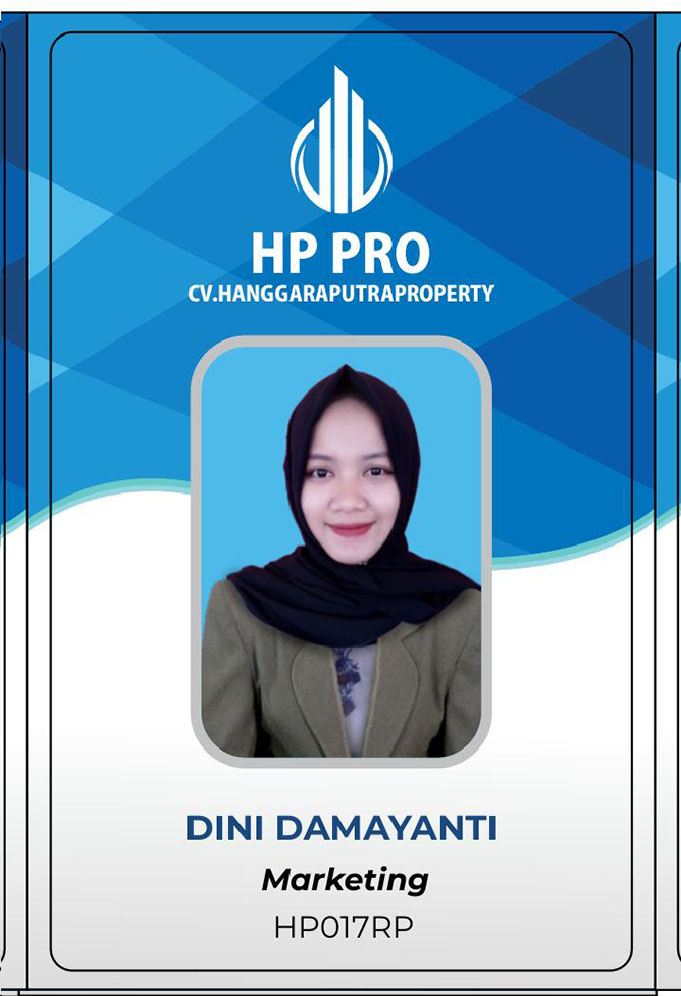 HP PRO
CV.HANGGARAPUTRAPROPERTY
DINI DAMAYANTI
Marketing
HP017RP